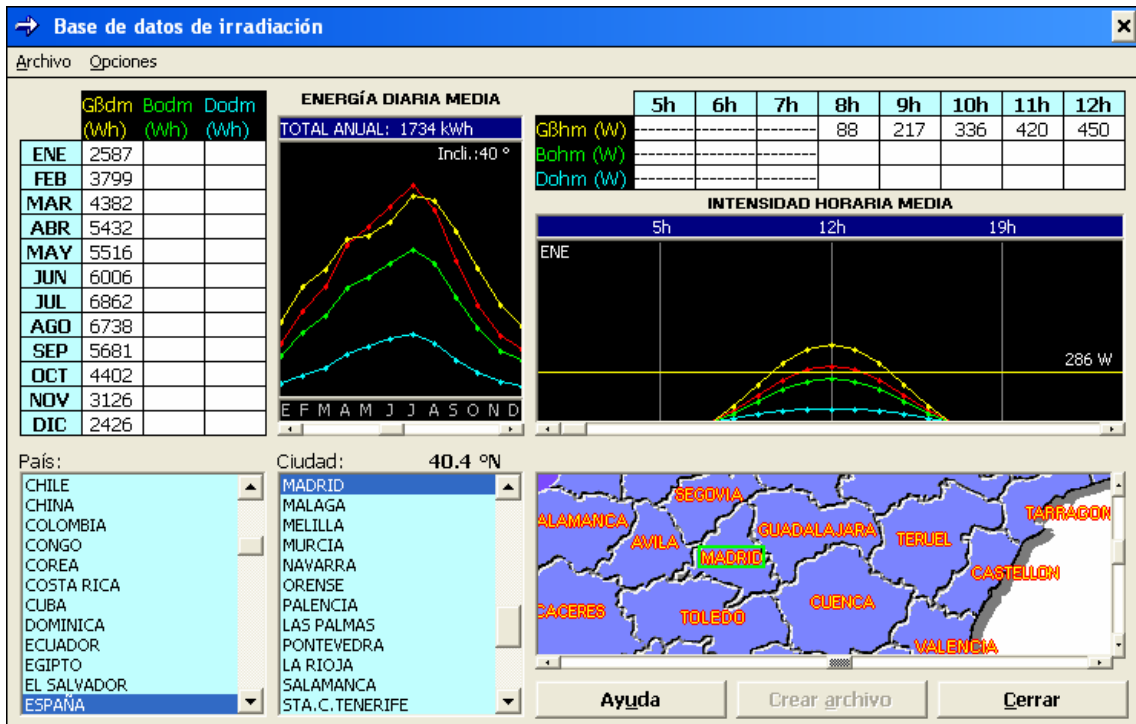 Base de datos de irradiación
Archivo Opciones
Gßdm Bodm Dodm
(Wh) (Wh) (Wh)
ENE 2587
FEB 3799
MAR 4382
ABR 5432
MAY 5516
JUN 6006
JUL 6862
AGO 6738
SEP 5681
OCT 4402
NOV 3126
DIC 2426
ENERGÍA DIARIA MEDIA
TOTAL ANUAL: 1734 kWh
Incli.:40 º
E F M A M J J A S O N D
5h 6h 7h 8h 9h 10h 11h 12h
Gßhm (W) ---------- ---------- ---------- 88 217 336 420 450
Bohm (W) ---------- ---------- ----------
Dohm (W) ---------- ---------- ----------
INTENSIDAD HORARIA MEDIA
5h 12h 19h
ENE
286 W
País:
CHILE
CHINA
COLOMBIA
CONGO
COREA
COSTA RICA
CUBA
DOMINICA
ECUADOR
EGIPTO
EL SALVADOR
ESPAÑA
Ciudad: 40.4 ºN
MADRID
MALAGA
MELILLA
MURCIA
NAVARRA
ORENSE
PALENCIA
LAS PALMAS
PONTEVEDRA
LA RIOJA
SALAMANCA
STA.C.TENERIFE
SEGOVIA
ALAMANCA
AVILA
GUADALAJARA
TERUEL
TARRAGON
MADRID
CASTELLON
CACERES
TOLEDO
CUENCA
VALENCIA
Ayuda Crear archivo Cerrar